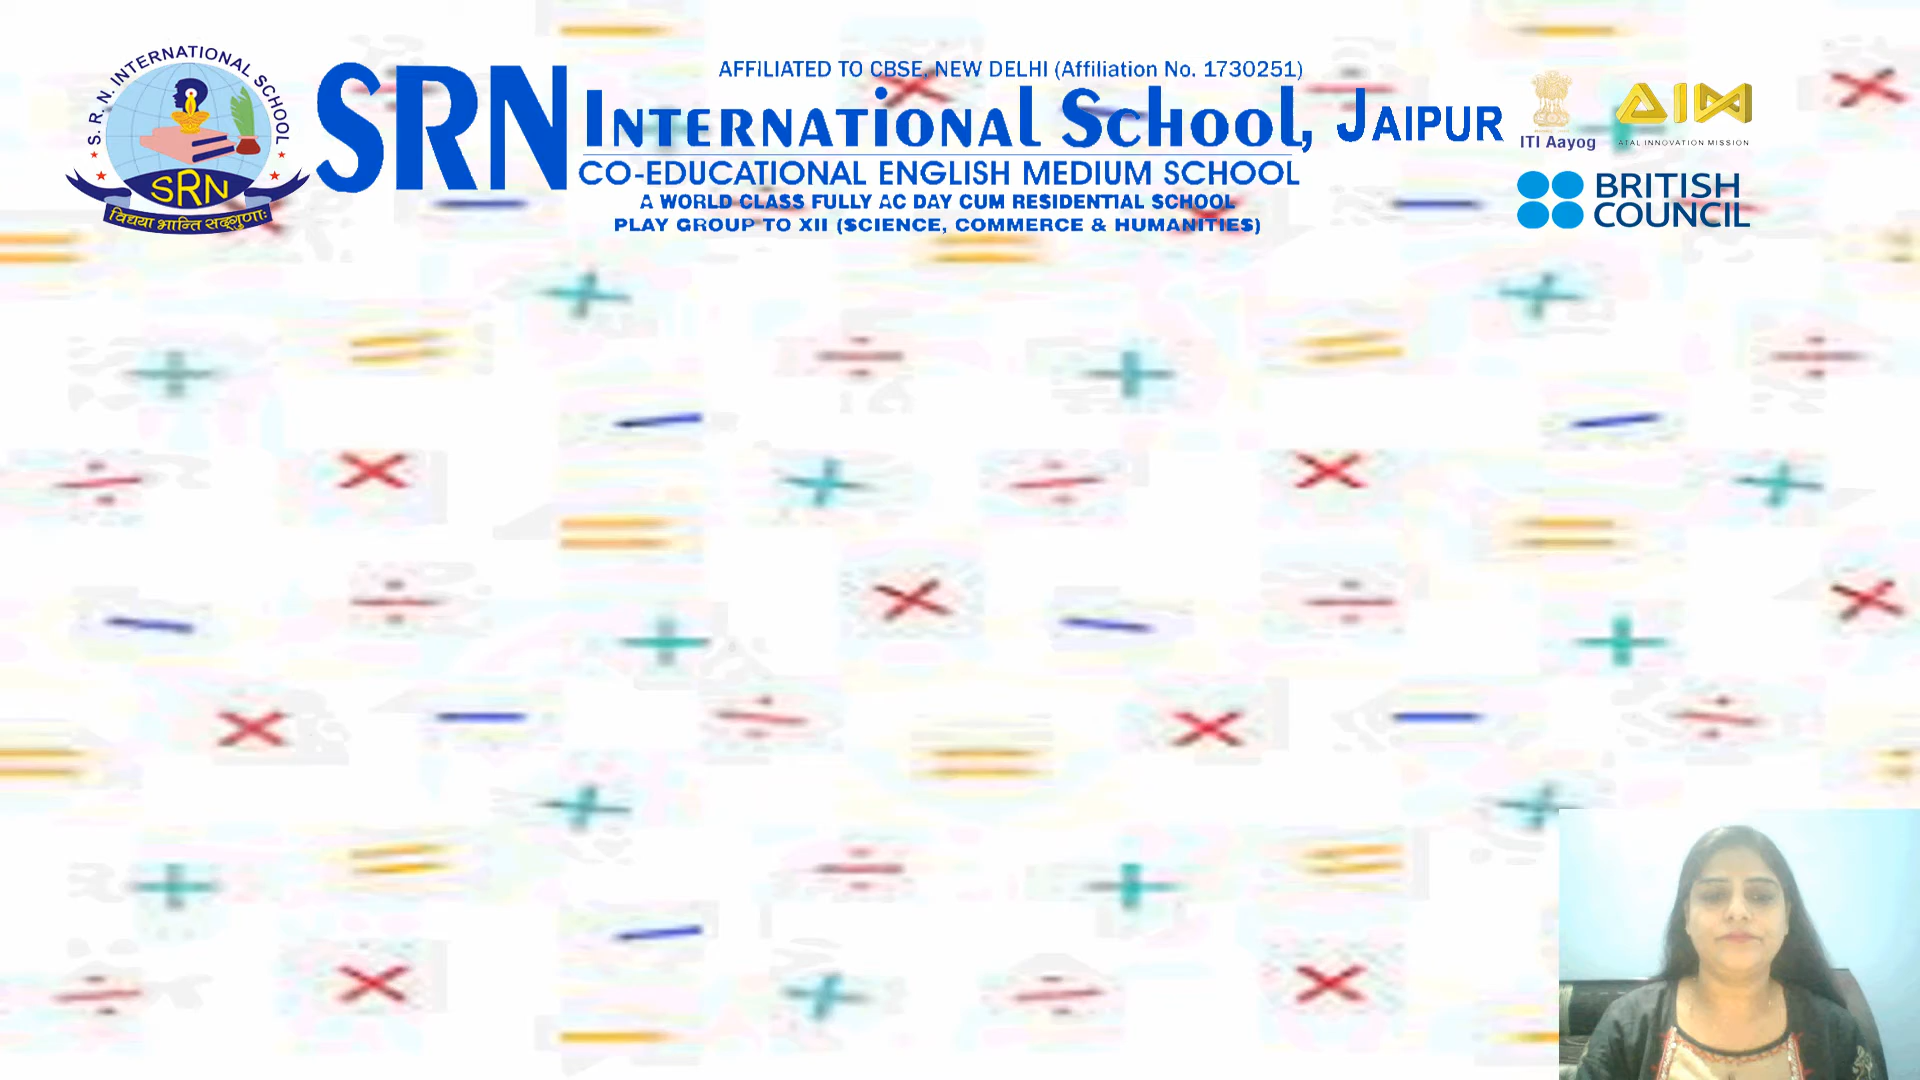 S. R. N. INTERNATIONAL SCHOOL
SRN
विद्यया भान्ति सद्गुणाः
AFFILIATED TO CBSE, NEW DELHI (Affiliation No. 1730251)
SRN INTERNATIONAL SCHOOL, JAIPUR
CO-EDUCATIONAL ENGLISH MEDIUM SCHOOL
A WORLD CLASS FULLY AC DAY CUM RESIDENTIAL SCHOOL
PLAY GROUP TO XII (SCIENCE, COMMERCE & HUMANITIES)
ITI Aayog
AIM
ATAL INNOVATION MISSION
BRITISH
COUNCIL